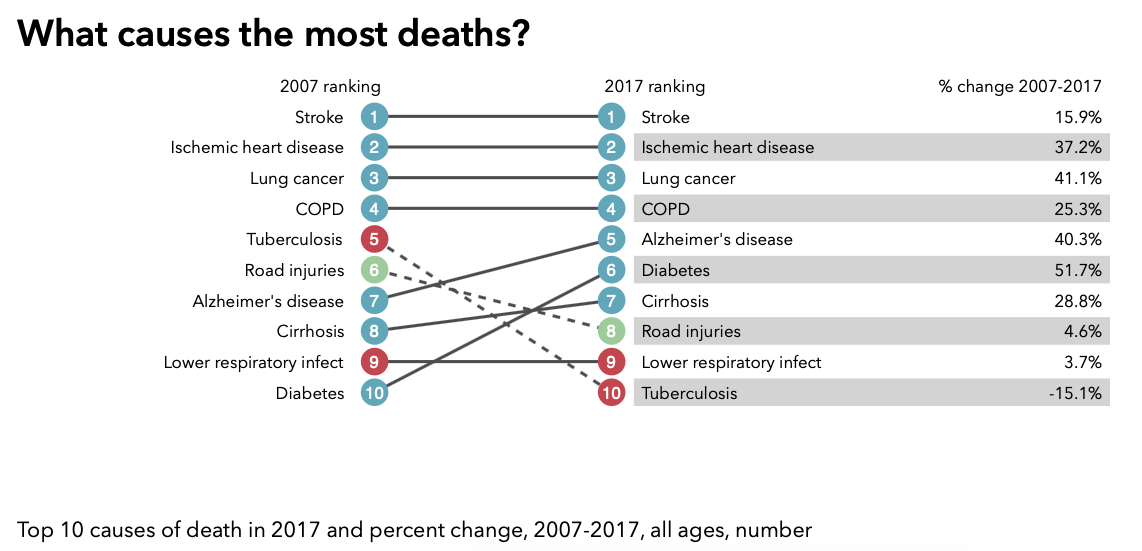 What causes the most deaths?
2007 ranking 2017 ranking % change 2007-2017
Stroke 1 1 Stroke 15.9%
Ischemic heart disease 2 2 Ischemic heart disease 37.2%
Lung cancer 3 3 Lung cancer 41.1%
COPD 4 4 COPD 25.3%
Tuberculosis 5 5 Alzheimer's disease 40.3%
Road injuries 6 6 Diabetes 51.7%
Alzheimer's disease 7 7 Cirrhosis 28.8%
Cirrhosis 8 8 Road injuries 4.6%
Lower respiratory infect 9 9 Lower respiratory infect 3.7%
Diabetes 10 10 Tuberculosis -15.1%
Top 10 causes of death in 2017 and percent change, 2007-2017, all ages, number